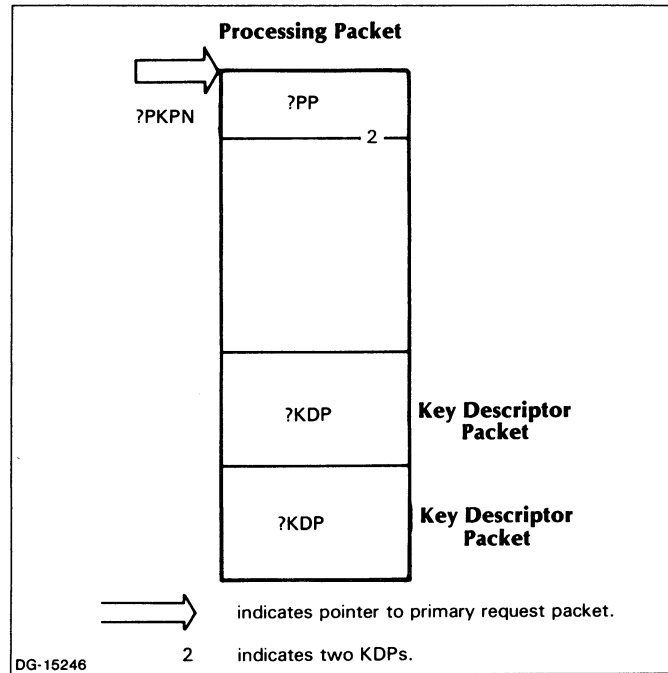 Processing Packet
?PKPN
?PP
2
?KDP
Key Descriptor
Packet
?KDP
Key Descriptor
Packet
indicates pointer to primary request packet.
2 indicates two KDPs.
DG-15246